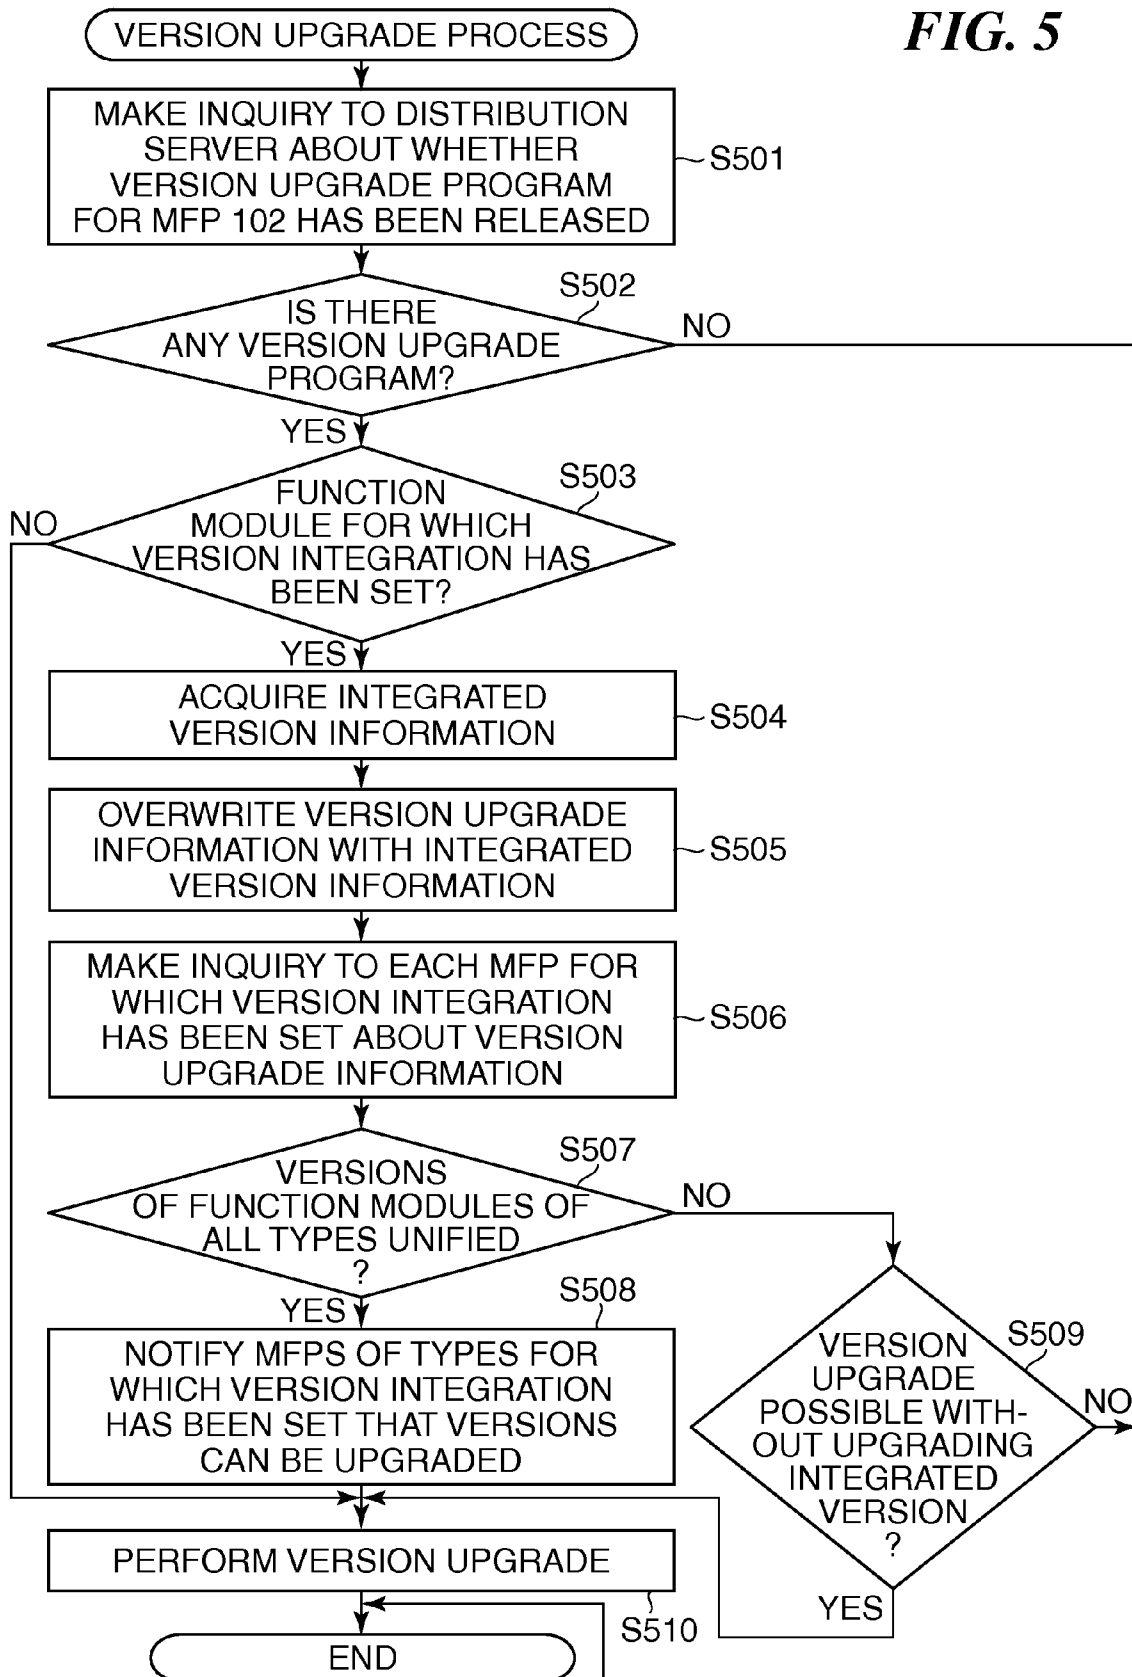 FIG. 5
VERSION UPGRADE PROCESS
MAKE INQUIRY TO DISTRIBUTION
SERVER ABOUT WHETHER
VERSION UPGRADE PROGRAM
FOR MFP 102 HAS BEEN RELEASED
S501
S502
IS THERE
ANY VERSION UPGRADE
PROGRAM?
NO
YES
S503
FUNCTION
MODULE FOR WHICH
VERSION INTEGRATION HAS
BEEN SET?
NO
YES
ACQUIRE INTEGRATED
VERSION INFORMATION
S504
OVERWRITE VERSION UPGRADE
INFORMATION WITH INTEGRATED
VERSION INFORMATION
S505
MAKE INQUIRY TO EACH MFP FOR
WHICH VERSION INTEGRATION
HAS BEEN SET ABOUT VERSION
UPGRADE INFORMATION
S506
S507
VERSIONS
OF FUNCTION MODULES OF
ALL TYPES UNIFIED
?
NO
YES
S508
NOTIFY MFPS OF TYPES FOR
WHICH VERSION INTEGRATION
HAS BEEN SET THAT VERSIONS
CAN BE UPGRADED
S509
VERSION
UPGRADE
POSSIBLE WITH-
OUT UPGRADING
INTEGRATED
VERSION
?
NO
YES
PERFORM VERSION UPGRADE
S510
END